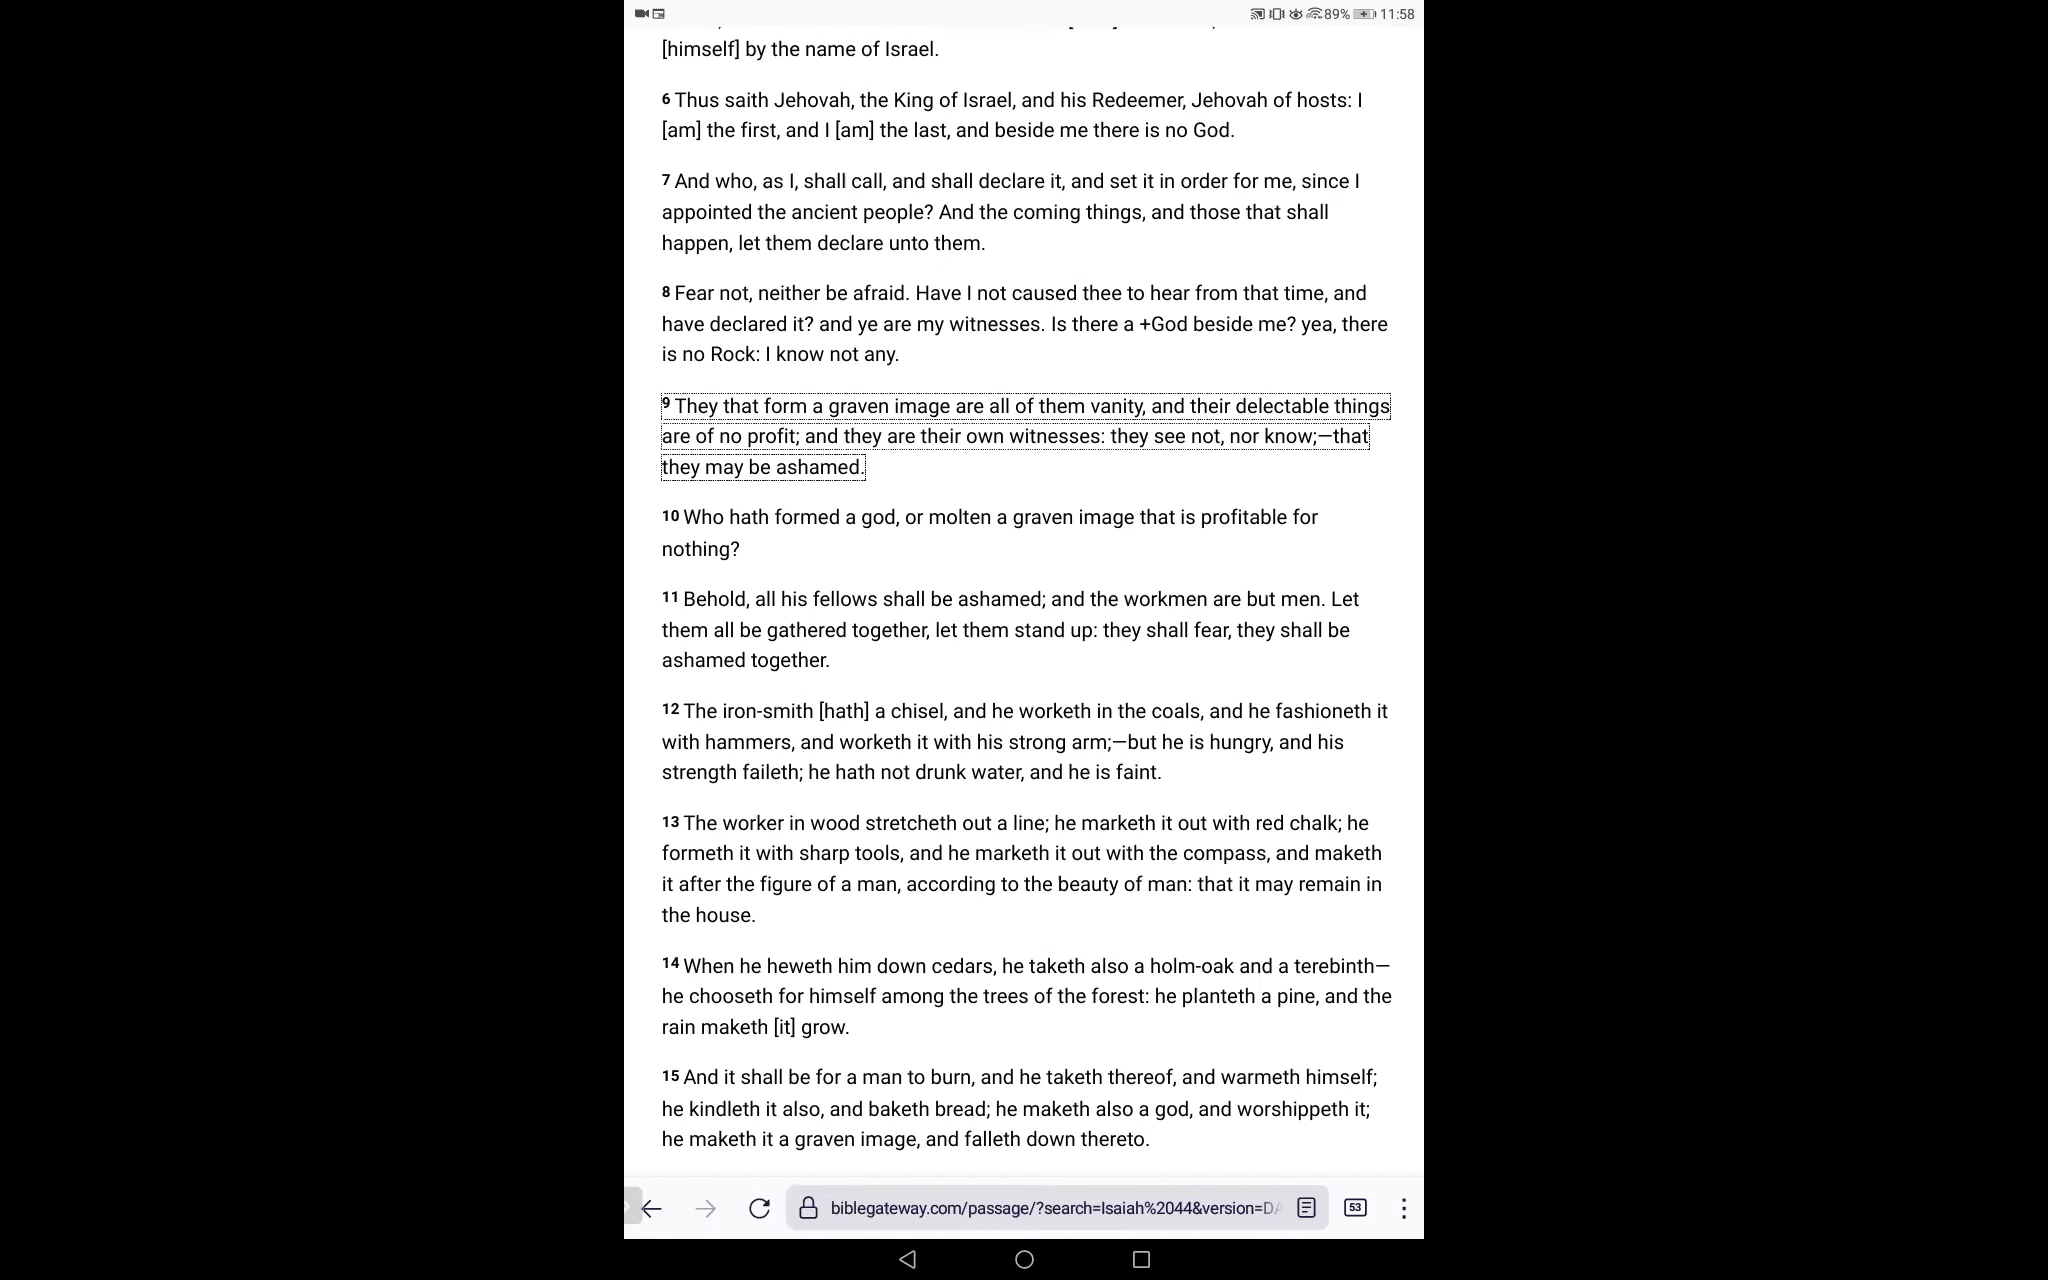 89% 11:58
[himself] by the name of Israel.
6 Thus saith Jehovah, the King of Israel, and his Redeemer, Jehovah of hosts: I
[am] the first, and I [am] the last, and beside me there is no God.
7 And who, as I, shall call, and shall declare it, and set it in order for me, since I
appointed the ancient people? And the coming things, and those that shall
happen, let them declare unto them.
8 Fear not, neither be afraid. Have I not caused thee to hear from that time, and
have declared it? and ye are my witnesses. Is there a +God beside me? yea, there
is no Rock: I know not any.
9 They that form a graven image are all of them vanity, and their delectable things
are of no profit; and they are their own witnesses: they see not, nor know;—that
they may be ashamed.
10 Who hath formed a god, or molten a graven image that is profitable for
nothing?
11 Behold, all his fellows shall be ashamed; and the workmen are but men. Let
them all be gathered together, let them stand up: they shall fear, they shall be
ashamed together.
12 The iron-smith [hath] a chisel, and he worketh in the coals, and he fashioneth it
with hammers, and worketh it with his strong arm;—but he is hungry, and his
strength faileth; he hath not drunk water, and he is faint.
13 The worker in wood stretcheth out a line; he marketh it out with red chalk; he
formeth it with sharp tools, and he marketh it out with the compass, and maketh
it after the figure of a man, according to the beauty of man: that it may remain in
the house.
14 When he heweth him down cedars, he taketh also a holm-oak and a terebinth—
he chooseth for himself among the trees of the forest: he planteth a pine, and the
rain maketh [it] grow.
15 And it shall be for a man to burn, and he taketh thereof, and warmeth himself;
he kindleth it also, and baketh bread; he maketh also a god, and worshippeth it;
he maketh it a graven image, and falleth down thereto.
biblegateway.com/passage/?search=Isaiah%2044&version=DA
53